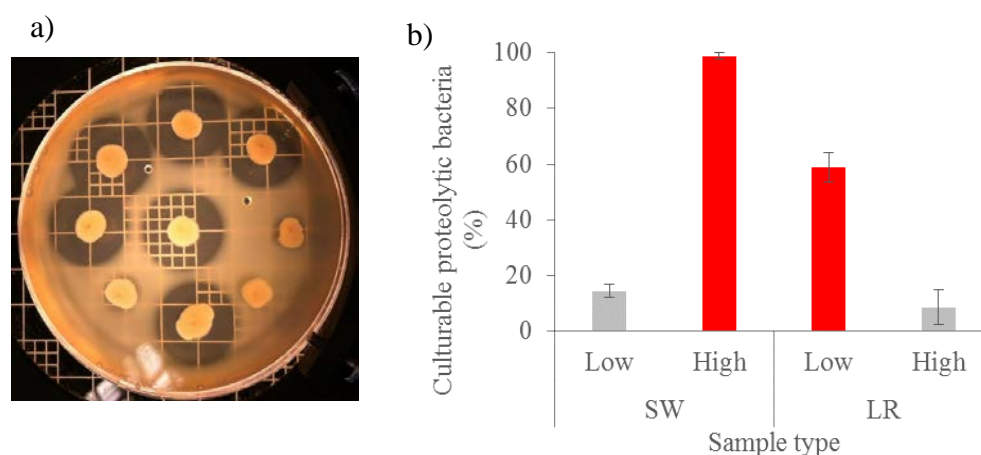 a)
b)
Culturable proteolytic bacteria
(%)
100
80
60
40
20
0
Low High Low High
SW LR
Sample type